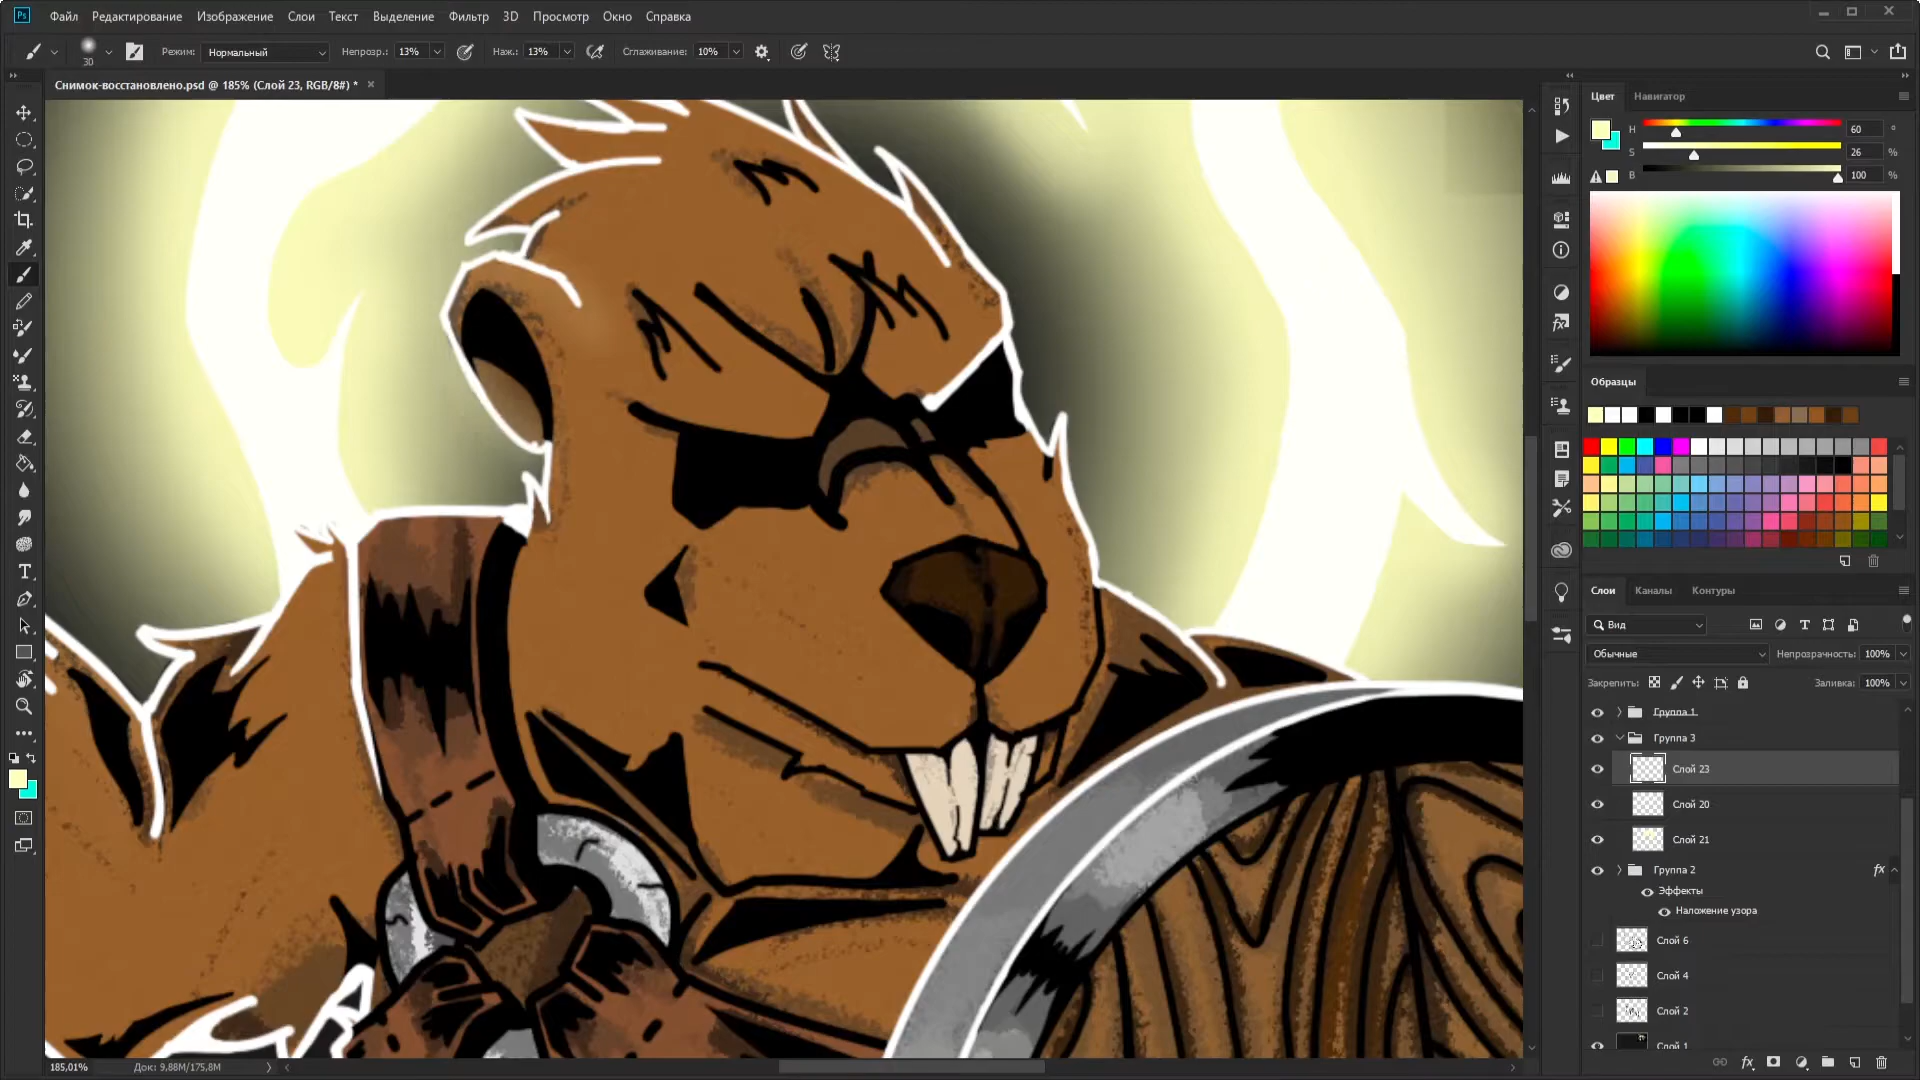 Ps Файл Редактирование Изображение Слои Текст Выделение Фильтр 3D Просмотр Окно Справка
30 Режим: Нормальный Непрозр.: 13% Наж.: 13% Сглаживание: 10%
Снимок-восстановлено.psd @ 185% (Слой 23, RGB/8#) *
Цвет Навигатор
H 60 °
S 26 %
B 100 %
Образцы
Слои Каналы Контуры
Вид
Обычные Непрозрачность: 100%
Закрепить: Заливка: 100%
Группа 1
Группа 3
Слой 23
Слой 20
Слой 21
Группа 2 fx
Эффекты
Наложение узора
Слой 6
Слой 4
Слой 2
Слой 1
185,01% Док: 9,88M/175,8M